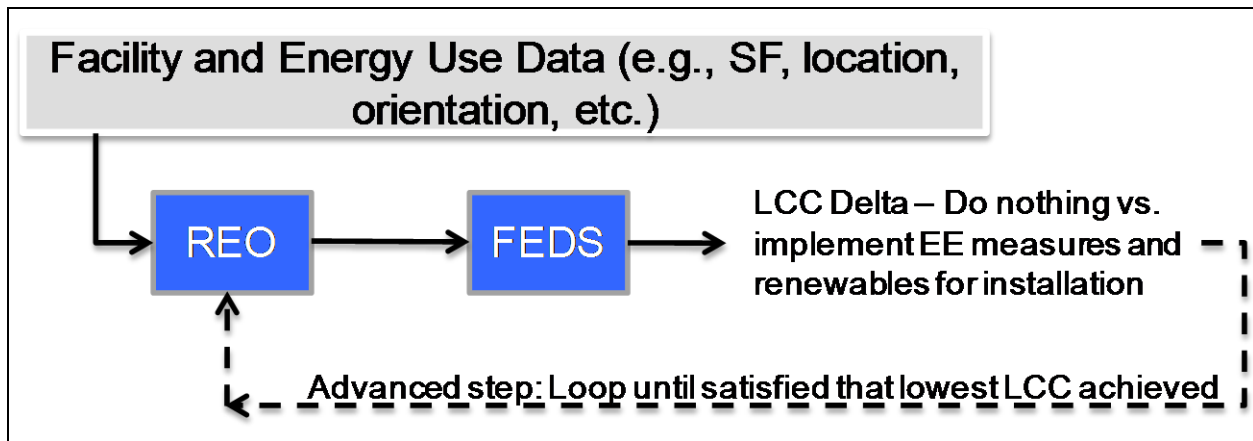 Facility and Energy Use Data (e.g., SF, location,
orientation, etc.)
REO
FEDS
LCC Delta – Do nothing vs.
implement EE measures and
renewables for installation
Advanced step: Loop until satisfied that lowest LCC achieved